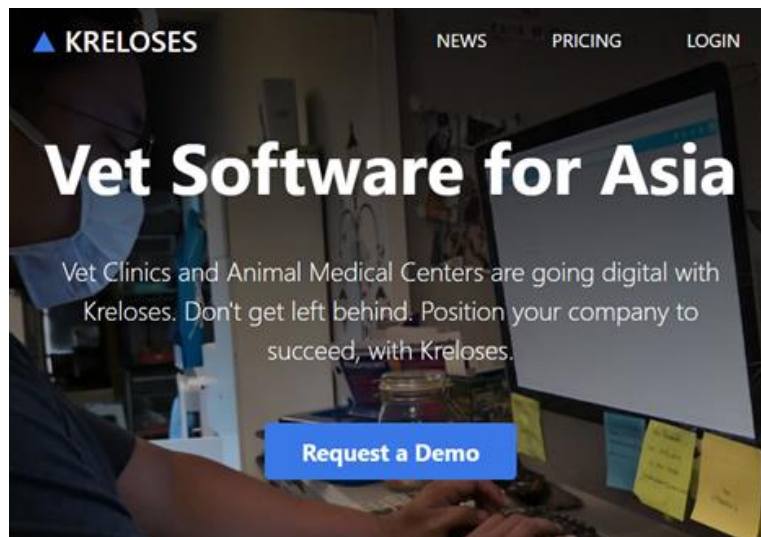 KRELOSES
NEWS
PRICING
LOGIN
Vet Software for Asia
Vet Clinics and Animal Medical Centers are going digital with
Kreloses. Don't get left behind. Position your company to
succeed, with Kreloses.
Request a Demo